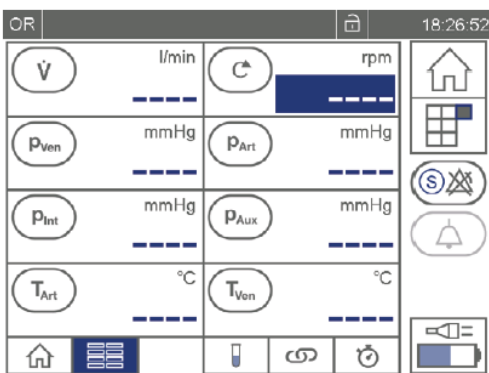 OR 18:26:52
V̇ l/min C rpm
---- ----
pVen mmHg pArt mmHg
---- ----
pInt mmHg pAux mmHg
---- ----
TArt °C TVen °C
---- ----
S